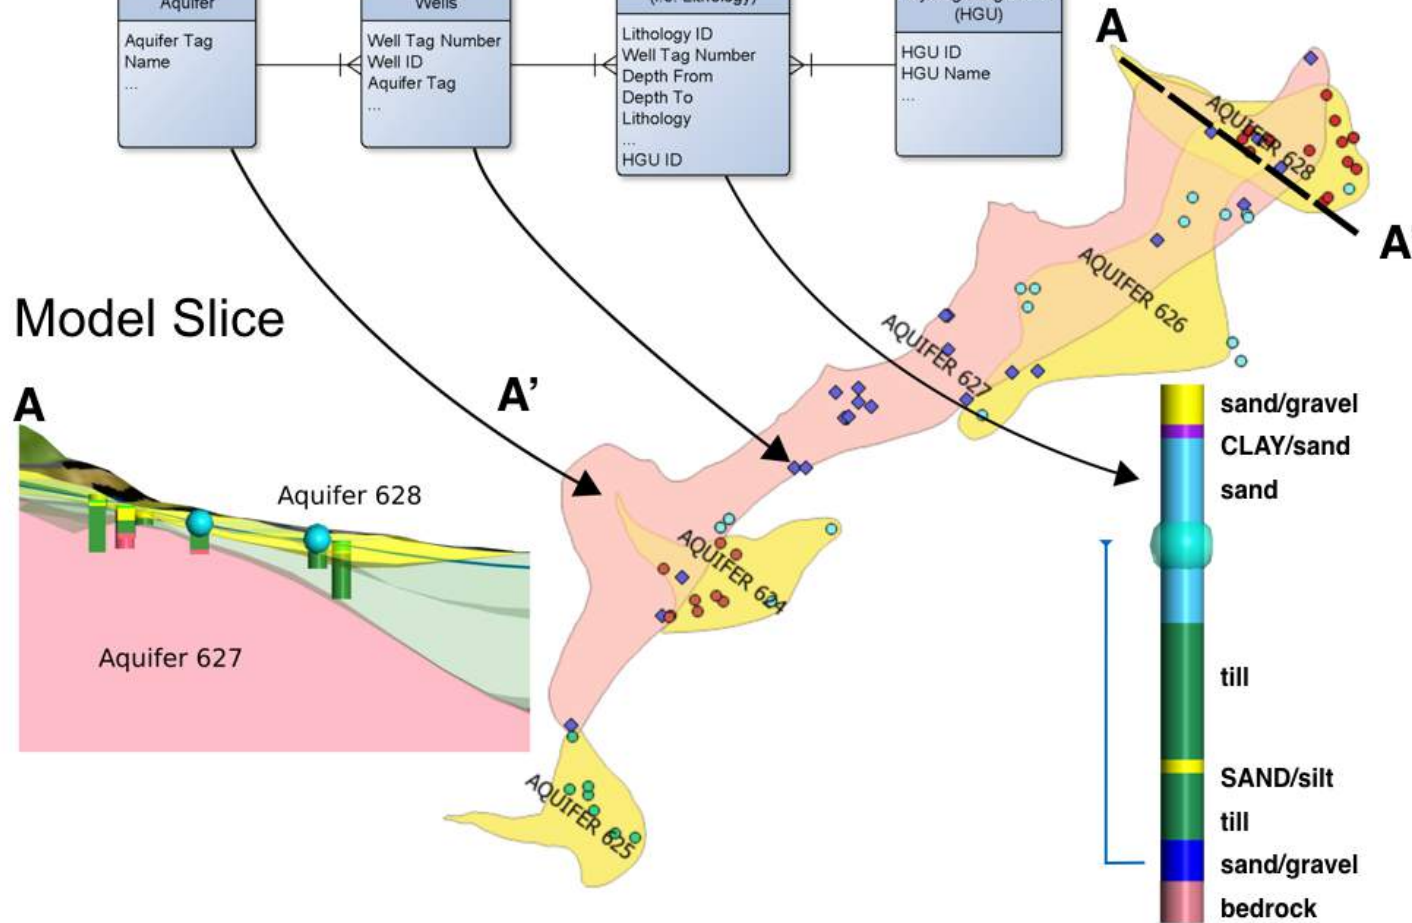 Aquifer
Aquifer Tag
Name
...
Wells
Well Tag Number
Well ID
Aquifer Tag
...
Lithology ID
Well Tag Number
Depth From
Depth To
Lithology
...
HGU ID
(HGU)
HGU ID
HGU Name
...
A
AQUIFER 628
A'
AQUIFER 626
AQUIFER 627
AQUIFER 624
AQUIFER 625
Model Slice
A
A’
Aquifer 628
Aquifer 627
sand/gravel
CLAY/sand
sand
till
SAND/silt
till
sand/gravel
bedrock